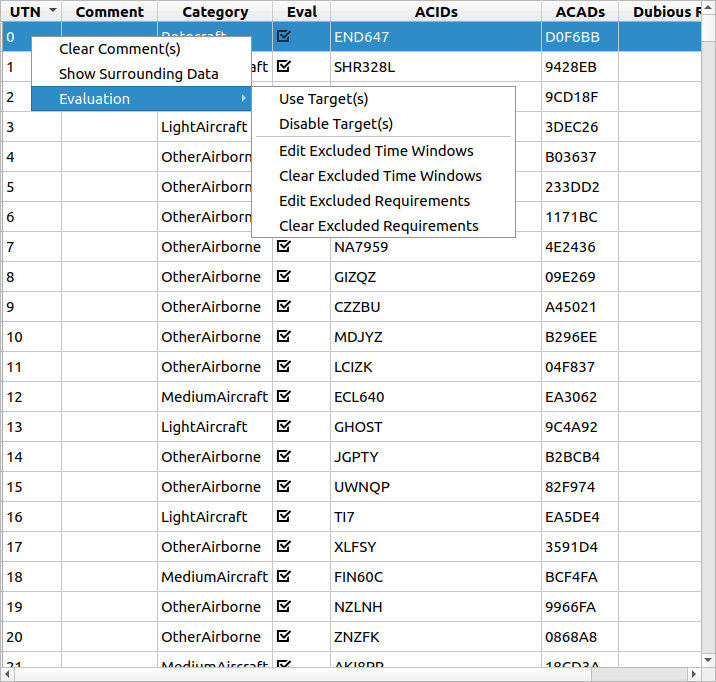 UTN Comment Category Eval ACIDs ACADs Dubious R
0 Rotocraft END647 D0F6BB
Clear Comment(s)
1 SHR328L 9428EB
Show Surrounding Data
2 9CD18F
Evaluation
Use Target(s)
3 LightAircraft 3DEC26
Disable Target(s)
4 B03637
Edit Excluded Time Windows
Clear Excluded Time Windows
5 233DD2
Edit Excluded Requirements
6 1171BC
Clear Excluded Requirements
7 OtherAirborne NA7959 4E2436
8 OtherAirborne GIZQZ 09E269
9 OtherAirborne CZZBU A45021
10 OtherAirborne MDJYZ B296EE
11 OtherAirborne LCIZK 04F837
12 MediumAircraft ECL640 EA3062
13 LightAircraft GHOST 9C4A92
14 OtherAirborne JGPTY B2BCB4
15 OtherAirborne UWNQP 82F974
16 LightAircraft TI7 EA5DE4
17 OtherAirborne XLFSY 3591D4
18 MediumAircraft FIN60C BCF4FA
19 OtherAirborne NZLNH 9966FA
20 OtherAirborne ZNZFK 0868A8
21 MediumAircraft